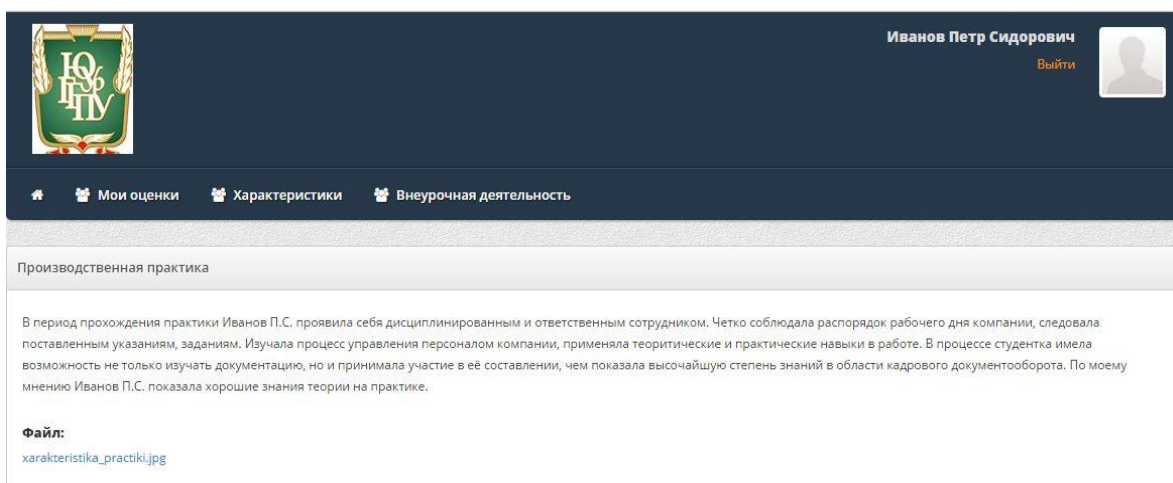 Иванов Петр Сидорович
Выйти
ЮУ
ГГПУ
Мои оценки Характеристики Внеурочная деятельность
Производственная практика
В период прохождения практики Иванов П.С. проявила себя дисциплинированным и ответственным сотрудником. Четко соблюдала распорядок рабочего дня компании, следовала
поставленным указаниям, заданиям. Изучала процесс управления персоналом компании, применяла теоритические и практические навыки в работе. В процессе студентка имела
возможность не только изучать документацию, но и принимала участие в её составлении, чем показала высочайшую степень знаний в области кадрового документооборота. По моему
мнению Иванов П.С. показала хорошие знания теории на практике.
Файл:
xarakteristika_practiki.jpg